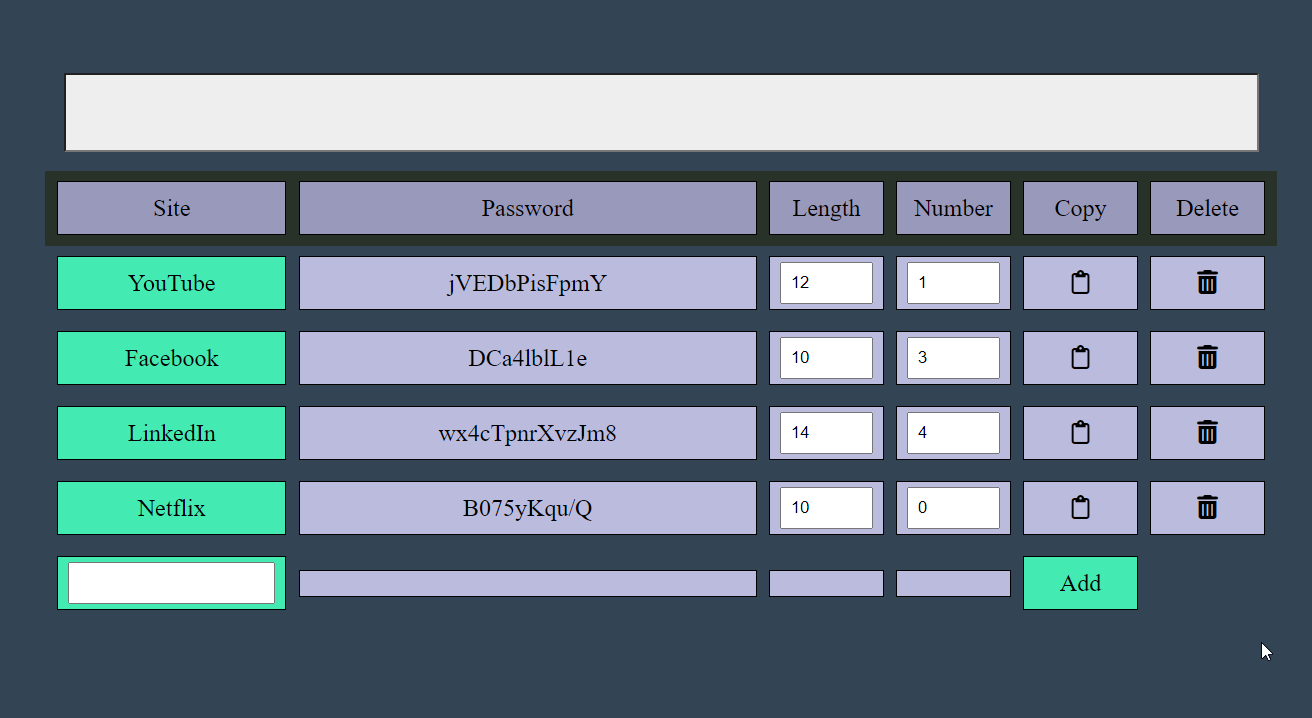 Site Password Length Number Copy Delete
YouTube jVEDbPisFpmY 12 1
Facebook DCa4lblL1e 10 3
LinkedIn wx4cTpnrXvzJm8 14 4
Netflix B075yKqu/Q 10 0
Add